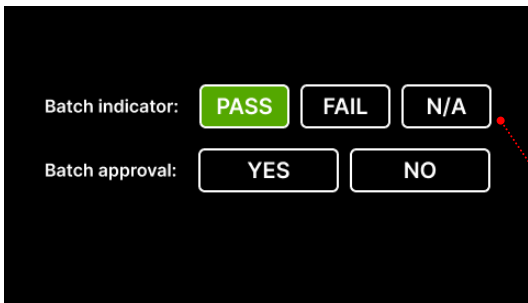 Batch indicator: PASS FAIL N/A
Batch approval: YES NO